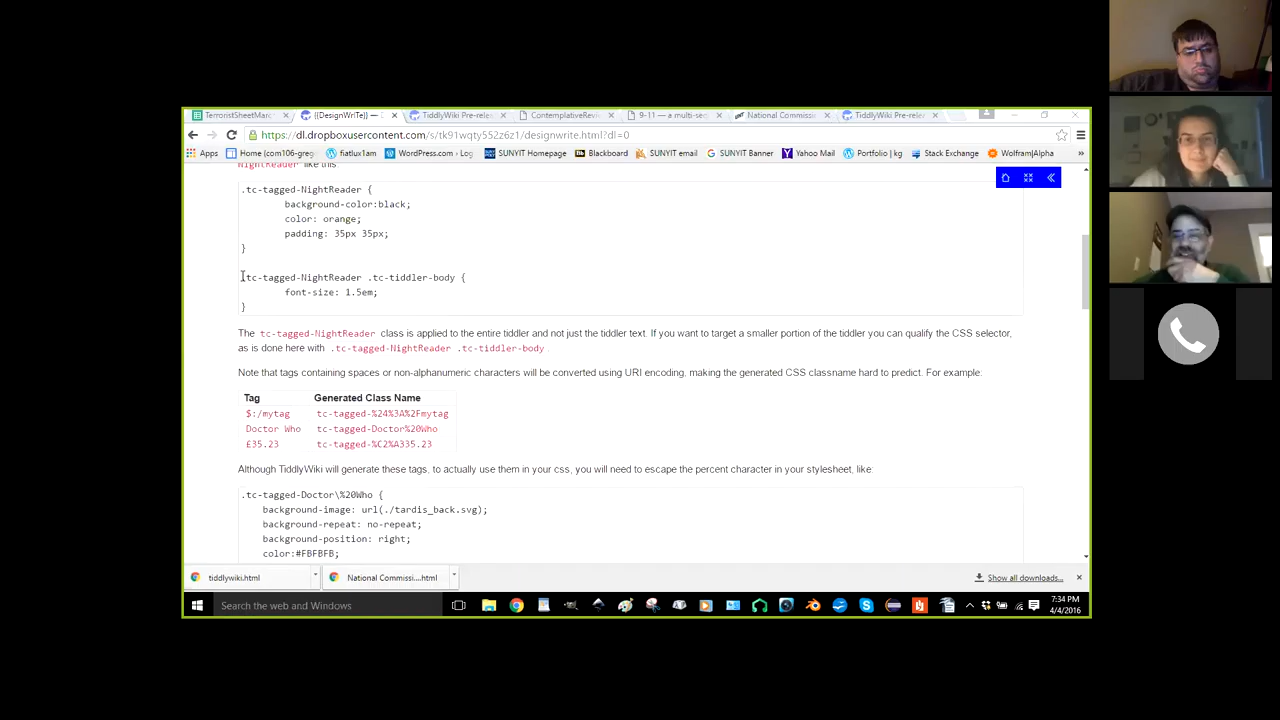 TerroristSheetMarc
{{DesignWrITe}} —
TiddlyWiki Pre-rele
ContemplativeRevie
9-11 — a multi-se
National Commissi
TiddlyWiki Pre-rele
https://dl.dropboxusercontent.com/s/tk91wqty552z6z1/designwrite.html?dl=0
Apps
Home (com106-greg
fiatlux1am
WordPress.com › Log
SUNYIT Homepage
Blackboard
SUNYIT email
SUNYIT Banner
Yahoo Mail
Portfolio | kg
Stack Exchange
Wolfram|Alpha
»
NightReader like this
.tc-tagged-NightReader {
background-color:black;
color: orange;
padding: 35px 35px;
}
.tc-tagged-NightReader .tc-tiddler-body {
font-size: 1.5em;
}
The tc-tagged-NightReader class is applied to the entire tiddler and not just the tiddler text. If you want to target a smaller portion of the tiddler you can qualify the CSS selector,
as is done here with .tc-tagged-NightReader .tc-tiddler-body .
Note that tags containing spaces or non-alphanumeric characters will be converted using URI encoding, making the generated CSS classname hard to predict. For example:
Tag Generated Class Name
$:/mytag tc-tagged-%24%3A%2Fmytag
Doctor Who tc-tagged-Doctor%20Who
£35.23 tc-tagged-%C2%A335.23
Although TiddlyWiki will generate these tags, to actually use them in your css, you will need to escape the percent character in your stylesheet, like:
.tc-tagged-Doctor\%20Who {
background-image: url(./tardis_back.svg);
background-repeat: no-repeat;
background-position: right;
color:#FBFBFB;
tiddlywiki.html
National Commissi....html
Show all downloads...
Search the web and Windows
7:34 PM
4/4/2016